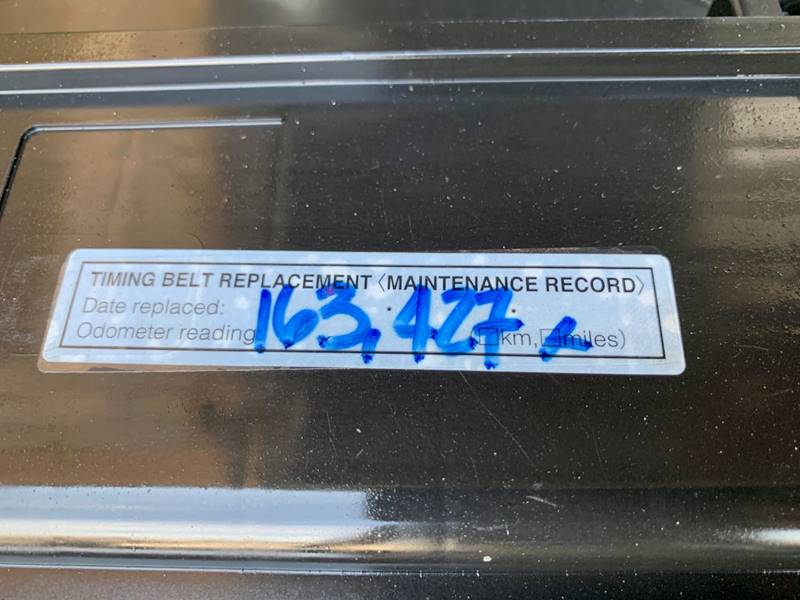 TIMING BELT REPLACEMENT〈MAINTENANCE RECORD〉
Date replaced:
Odometer reading: 163,427 (□km, □miles)